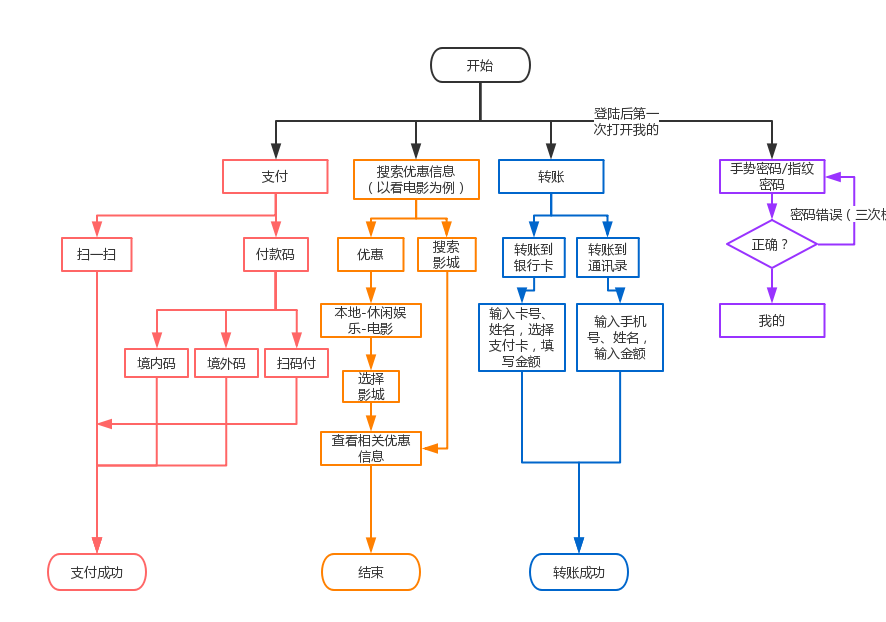 开始
登陆后第一
次打开我的
支付
搜索优惠信息
（以看电影为例）
转账
手势密码/指纹
密码
密码错误（三次机
扫一扫
付款码
优惠
搜索
影城
转账到
银行卡
转账到
通讯录
正确？
本地-休闲娱
乐-电影
输入卡号、
姓名，选择
支付卡，填
写金额
输入手机
号、姓名，
输入金额
我的
境内码
境外码
扫码付
选择
影城
查看相关优惠
信息
支付成功
结束
转账成功